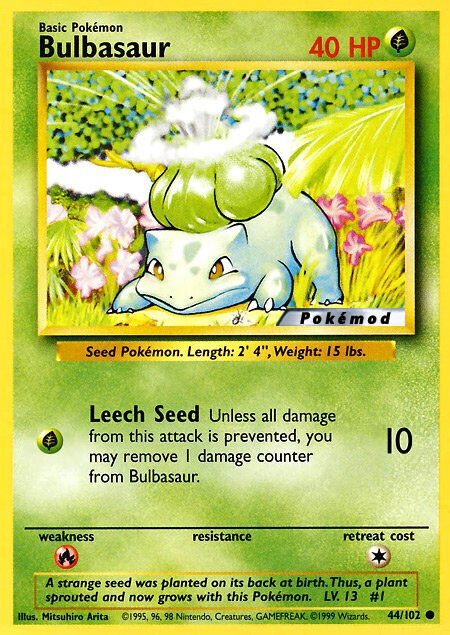 Basic Pokémon
Bulbasaur
40 HP
Pokémod
Seed Pokémon. Length: 2' 4", Weight: 15 lbs.
Leech Seed Unless all damage
from this attack is prevented, you
may remove 1 damage counter
from Bulbasaur.
10
weakness resistance retreat cost
A strange seed was planted on its back at birth. Thus, a plant
sprouted and now grows with this Pokémon. LV. 13 #1
Illus. Mitsuhiro Arita ©1995, 96, 98 Nintendo, Creatures, GAMEFREAK. ©1999 Wizards. 44/102